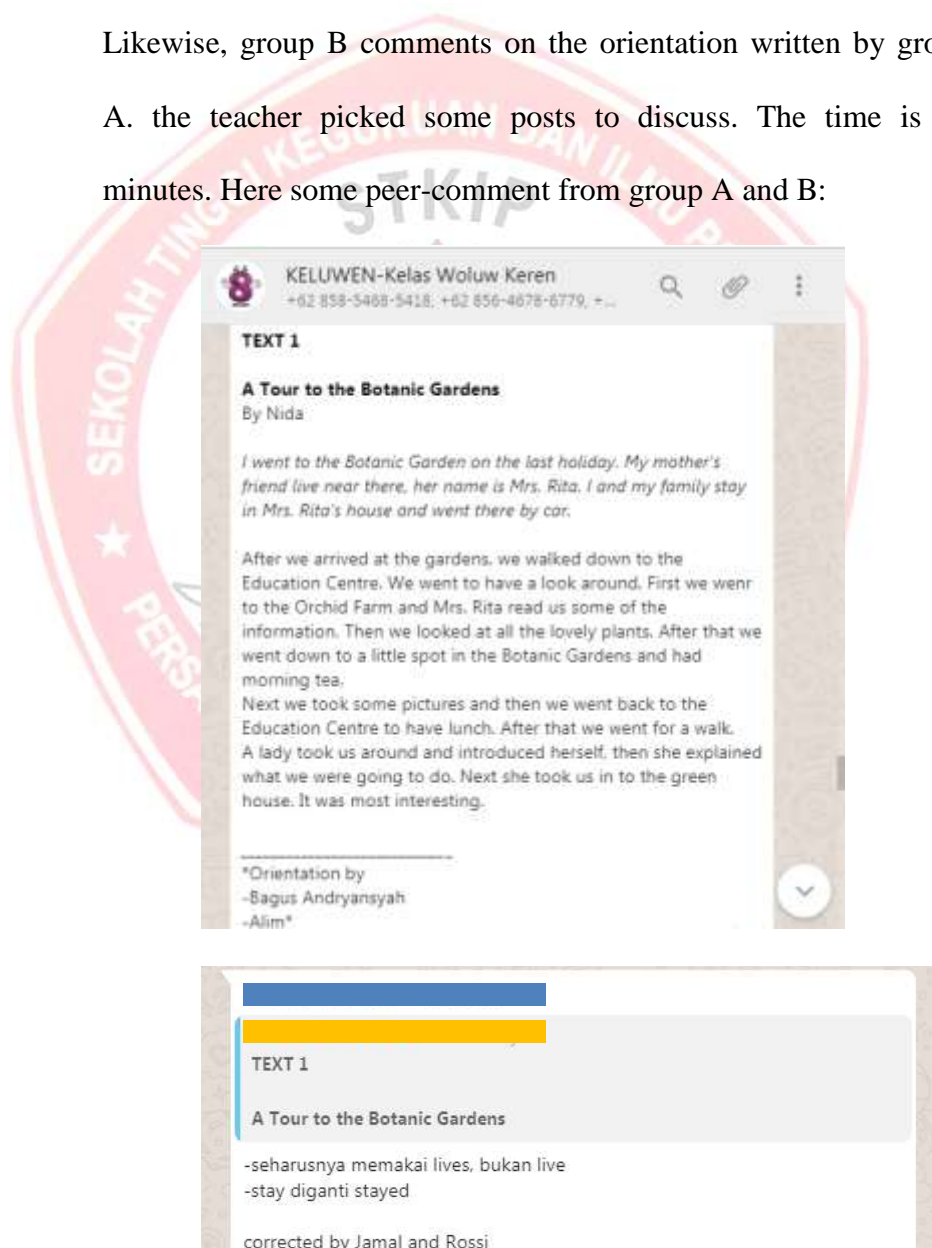 Likewise, group B comments on the orientation written by gro
A. the teacher picked some posts to discuss. The time is
minutes. Here some peer-comment from group A and B:
SEKOLAH TINGGI KEGURUAN DAN ILMU
STKIP
KELUWEN-Kelas Woluw Keren
+62 858-5468-5418, +62 856-4678-6779, +...
TEXT 1
A Tour to the Botanic Gardens
By Nida
I went to the Botanic Garden on the last holiday. My mother's
friend live near there, her name is Mrs. Rita. I and my family stay
in Mrs. Rita's house and went there by car.
After we arrived at the gardens, we walked down to the
Education Centre. We went to have a look around. First we wenr
to the Orchid Farm and Mrs. Rita read us some of the
information. Then we looked at all the lovely plants. After that we
went down to a little spot in the Botanic Gardens and had
morning tea.
Next we took some pictures and then we went back to the
Education Centre to have lunch. After that we went for a walk.
A lady took us around and introduced herself, then she explained
what we were going to do. Next she took us in to the green
house. It was most interesting.
*Orientation by
-Bagus Andryansyah
-Alim*
TEXT 1
A Tour to the Botanic Gardens
-seharusnya memakai lives, bukan live
-stay diganti stayed
corrected by Jamal and Rossi